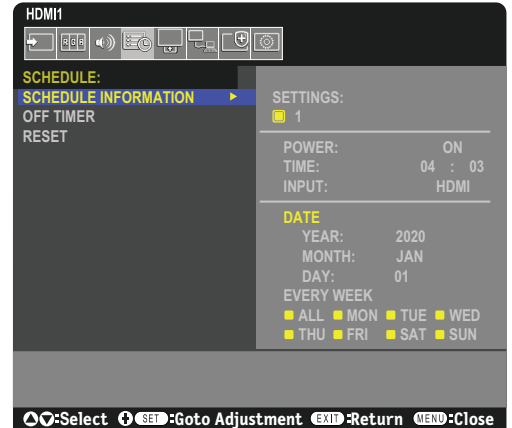 HDMI1
RGB
SCHEDULE:
SCHEDULE INFORMATION
OFF TIMER
RESET
SETTINGS:
1
POWER: ON
TIME: 04 : 03
INPUT: HDMI
DATE
YEAR: 2020
MONTH: JAN
DAY: 01
EVERY WEEK
ALL MON TUE WED
THU FRI SAT SUN
:Select SET :Goto Adjustment EXIT :Return MENU :Close